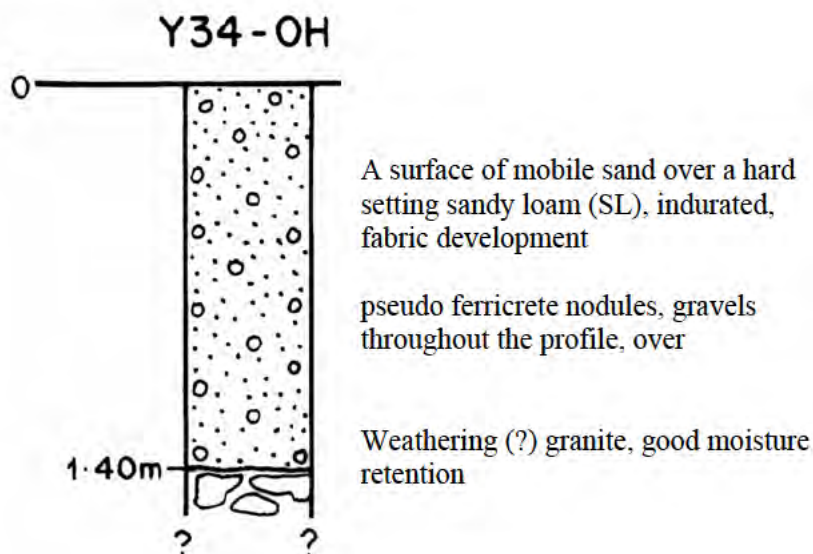 Y34-OH
0
A surface of mobile sand over a hard
setting sandy loam (SL), indurated,
fabric development
pseudo ferricrete nodules, gravels
throughout the profile, over
Weathering (?) granite, good moisture
retention
1·40m
? ?